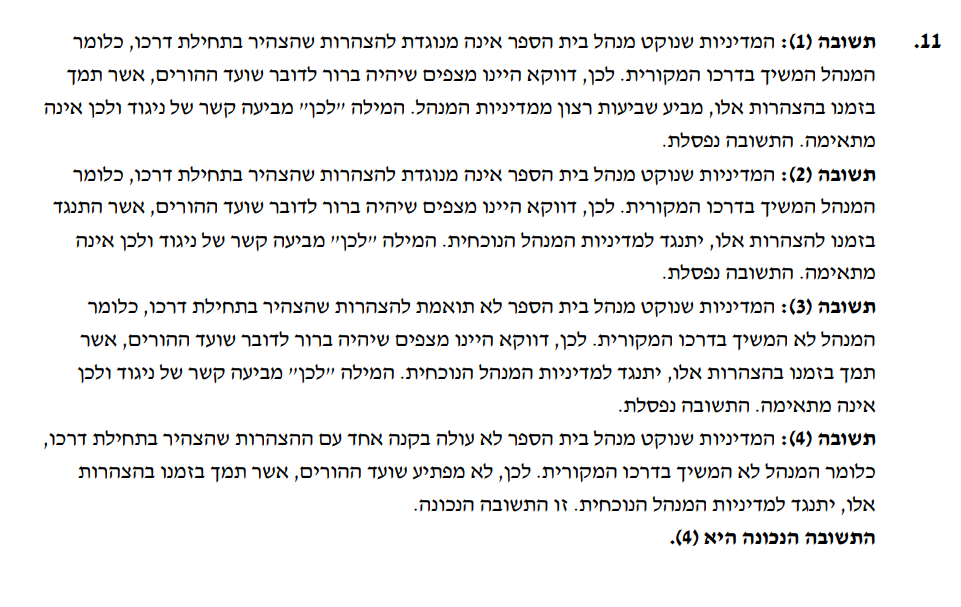 11. תשובה (1): המדיניות שנוקט מנהל בית הספר אינה מנוגדת להצהרות שהצהיר בתחילת דרכו, כלומר
המנהל המשיך בדרכו המקורית. לכן, דווקא היינו מצפים שיהיה ברור לדובר שועד ההורים, אשר תמך
בזמנו בהצהרות אלו, מביע שביעות רצון ממדיניות המנהל. המילה ״לכן״ מביעה קשר של ניגוד ולכן אינה
מתאימה. התשובה נפסלת.
תשובה (2): המדיניות שנוקט מנהל בית הספר אינה מנוגדת להצהרות שהצהיר בתחילת דרכו, כלומר
המנהל המשיך בדרכו המקורית. לכן, דווקא היינו מצפים שיהיה ברור לדובר שועד ההורים, אשר התנגד
בזמנו להצהרות אלו, יתנגד למדיניות המנהל הנוכחית. המילה ״לכן״ מביעה קשר של ניגוד ולכן אינה
מתאימה. התשובה נפסלת.
תשובה (3): המדיניות שנוקט מנהל בית הספר לא תואמת להצהרות שהצהיר בתחילת דרכו, כלומר
המנהל לא המשיך בדרכו המקורית. לכן, דווקא היינו מצפים שיהיה ברור לדובר שועד ההורים, אשר
תמך בזמנו בהצהרות אלו, יתנגד למדיניות המנהל הנוכחית. המילה ״לכן״ מביעה קשר של ניגוד ולכן
אינה מתאימה. התשובה נפסלת.
תשובה (4): המדיניות שנוקט מנהל בית הספר לא עולה בקנה אחד עם ההצהרות שהצהיר בתחילת דרכו,
כלומר המנהל לא המשיך בדרכו המקורית. לכן, לא מפתיע שועד ההורים, אשר תמך בזמנו בהצהרות
אלו, יתנגד למדיניות המנהל הנוכחית. זו התשובה הנכונה.
התשובה הנכונה היא (4).